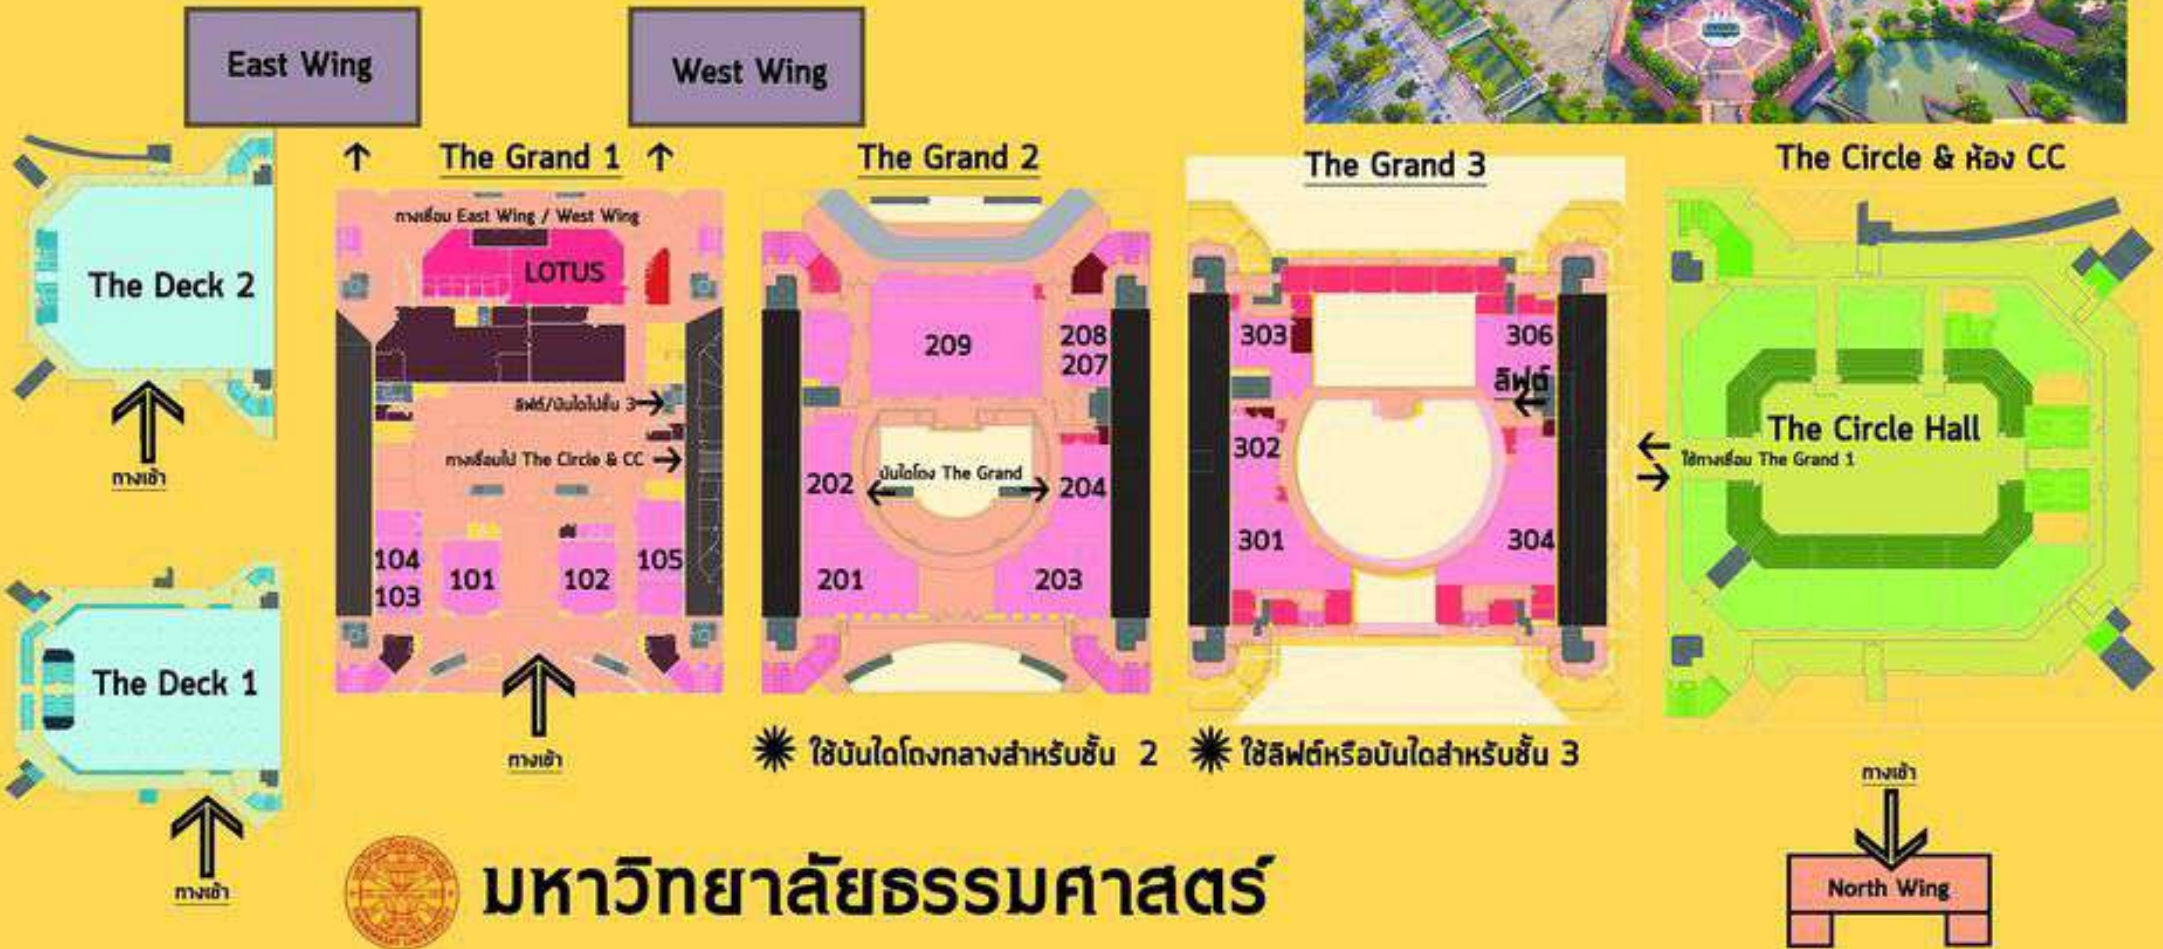 East Wing
West Wing
The Grand 1
The Grand 2
The Grand 3
The Circle & ห้อง CC
ทางเชื่อม East Wing / West Wing
LOTUS
The Deck 2
ทางเข้า
ลิฟต์/บันไดไปชั้น 3
ทางเชื่อมไป The Circle & CC
104
103
101
102
105
209
208
207
202
บันไดโถง The Grand
204
201
203
303
306
ลิฟต์
302
301
304
The Circle Hall
ใช้ทางเชื่อม The Grand 1
The Deck 1
ทางเข้า
ทางเข้า
ใช้บันไดโถงกลางสำหรับชั้น 2
ใช้ลิฟต์หรือบันไดสำหรับชั้น 3
ทางเข้า
North Wing
มหาวิทยาลัยธรรมศาสตร์